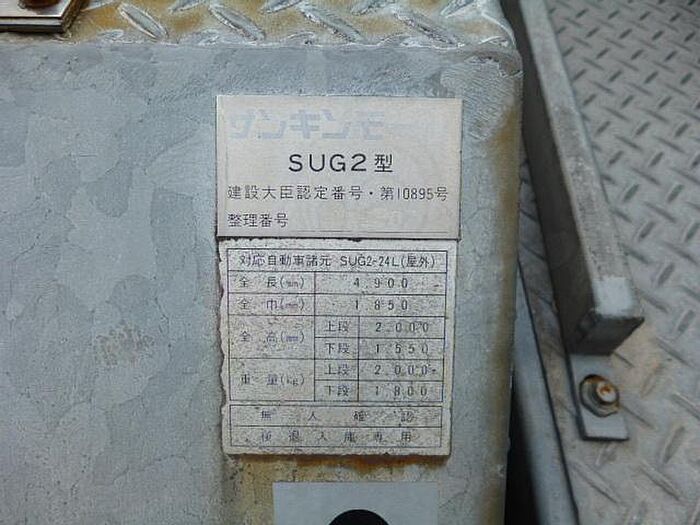 サンキンモー
SUG2型
建設大臣認定番号・第10895号
整理番号
対応自動車諸元 SUG2-24L(屋外)
全長(mm) 4,900
全巾(mm) 1,850
全高(mm) 上段 2,000
下段 1,550
重量(kg) 上段 2,000
下段 1,800
無人確認
後退入庫専用